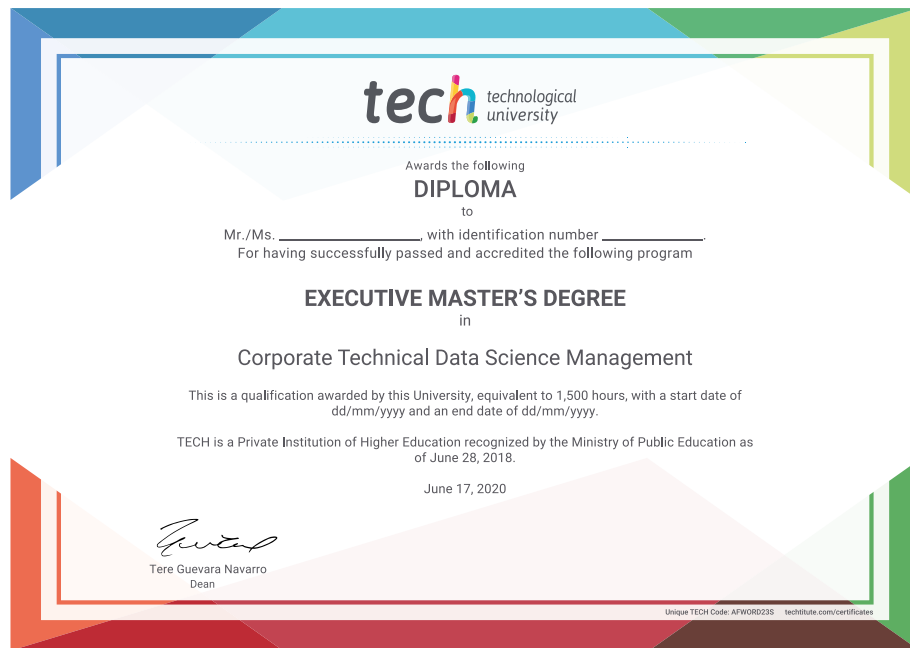 tech technological
university
Awards the following
DIPLOMA
to
Mr./Ms. ____________________, with identification number ______________.
For having successfully passed and accredited the following program
EXECUTIVE MASTER’S DEGREE
in
Corporate Technical Data Science Management
This is a qualification awarded by this University, equivalent to 1,500 hours, with a start date of
dd/mm/yyyy and an end date of dd/mm/yyyy.
TECH is a Private Institution of Higher Education recognized by the Ministry of Public Education as
of June 28, 2018.
June 17, 2020
Tere Guevara Navarro
Dean
Unique TECH Code: AFWORD23S techtitute.com/certificates